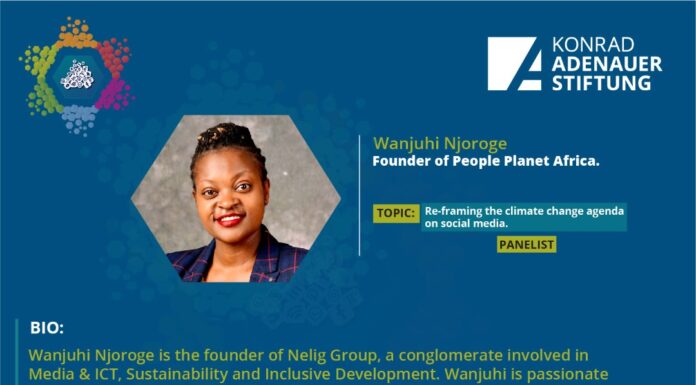 KONRAD
ADENAUER
STIFTUNG
Wanjuhi Njoroge
Founder of People Planet Africa.
TOPIC:
Re-framing the climate change agenda
on social media.
PANELIST
BIO:
Wanjuhi Njoroge is the founder of Nelig Group, a conglomerate involved in
Media & ICT, Sustainability and Inclusive Development. Wanjuhi is passionate